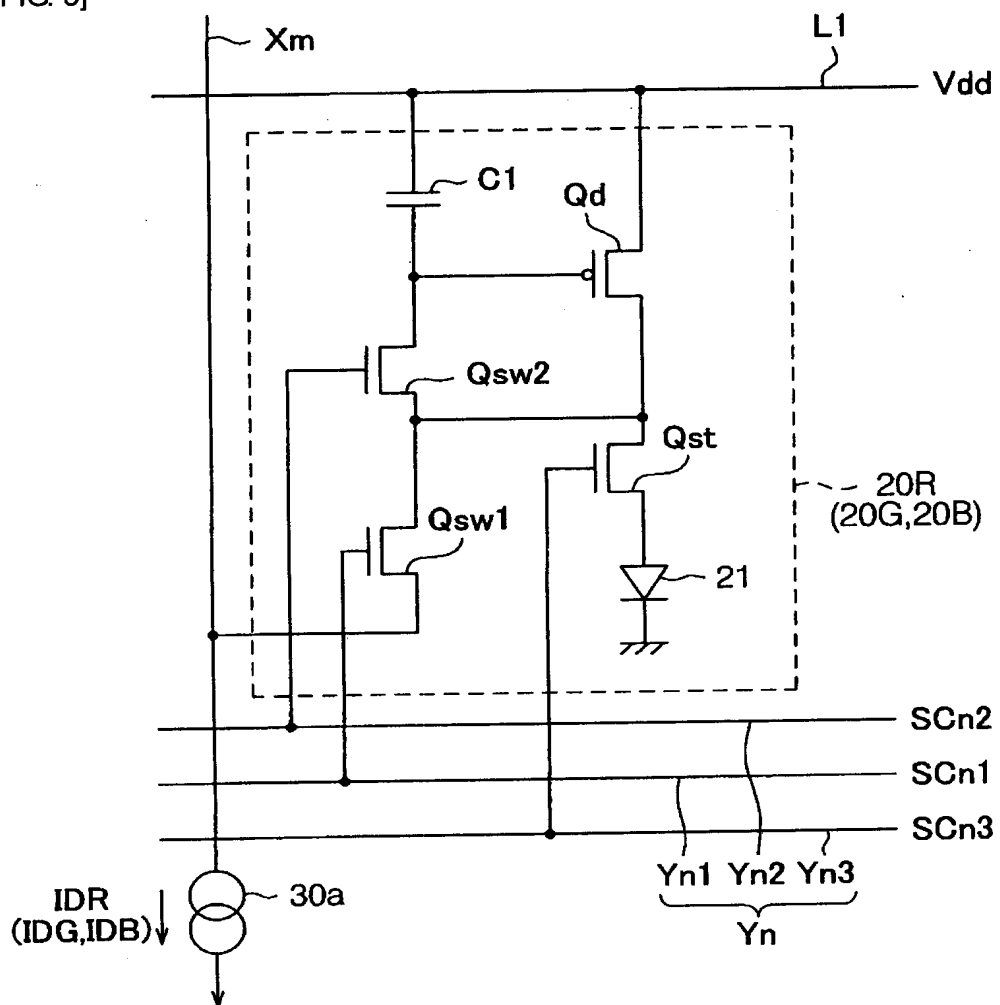 FIG. 5]
Xm
L1
Vdd
C1
Qd
Qsw2
Qst
Qsw1
20R
(20G,20B)
21
SCn2
SCn1
SCn3
Yn1 Yn2 Yn3
Yn
IDR
(IDG,IDB)
30a